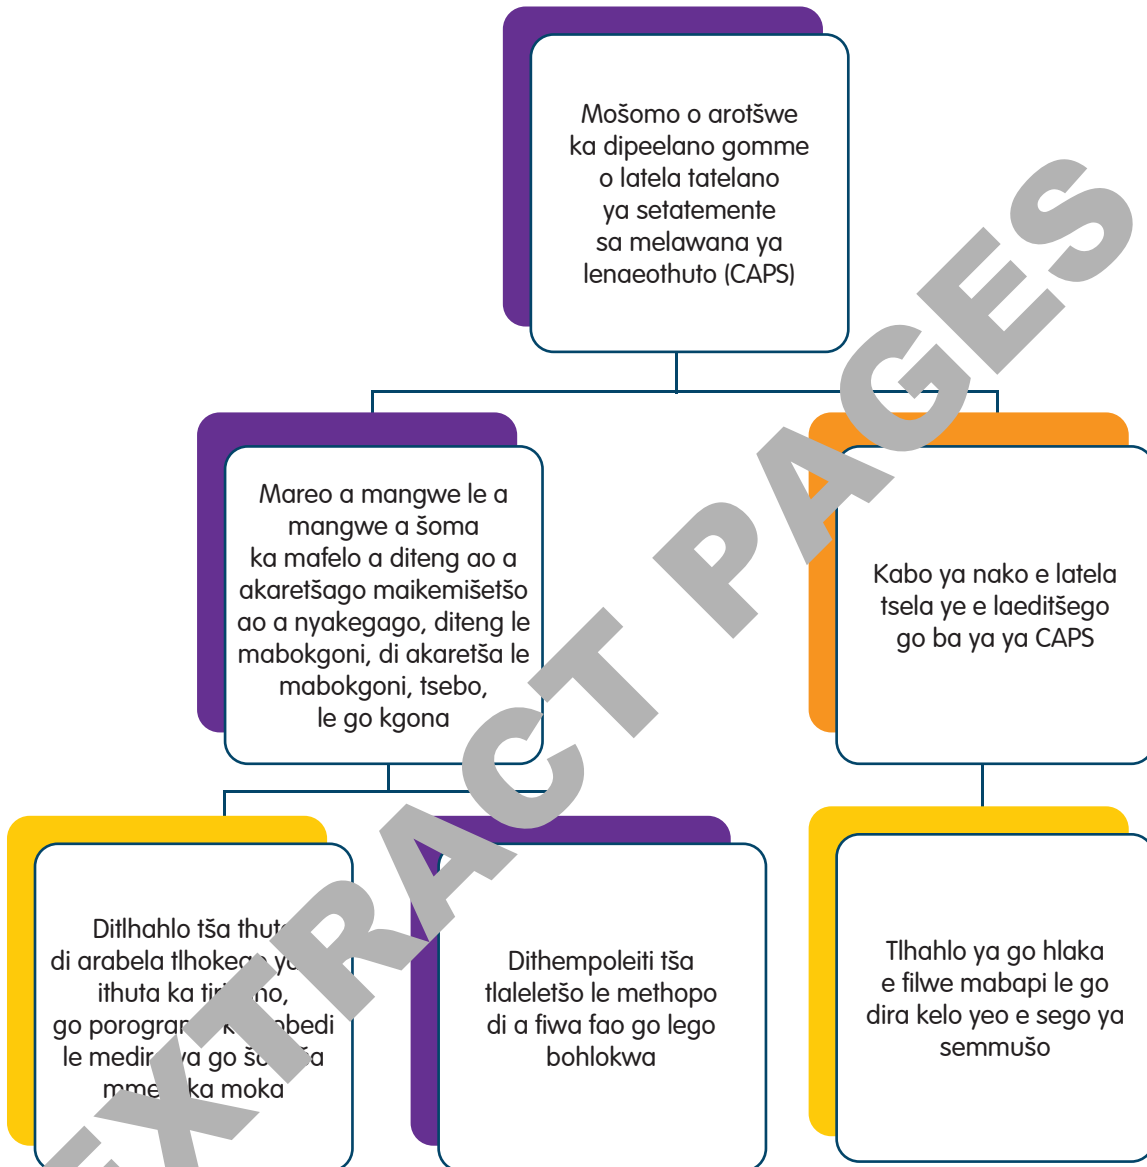 Mošomo o arotšwe
ka dipeelano gomme
o latela tatelano
ya setatemente
sa melawana ya
lenaeothuto (CAPS)
Mareo a mangwe le a
mangwe a šoma
ka mafelo a diteng ao a
akaretšago maikemišetšo
ao a nyakegago, diteng le
mabokgoni, di akaretša le
mabokgoni, tsebo,
le go kgona
Kabo ya nako e latela
tsela ye e laeditšego
go ba ya ya CAPS
Ditlhahlo tša
di arabela
ithuta ka
go
le ya go
ka moka
Dithempoleiti tša
tlaleletšo le methopo
di a fiwa fao go lego
bohlokwa
Tlhahlo ya go hlaka
e filwe mabapi le go
dira kelo yeo e sego ya
semmušo
EXTRACT PAGES